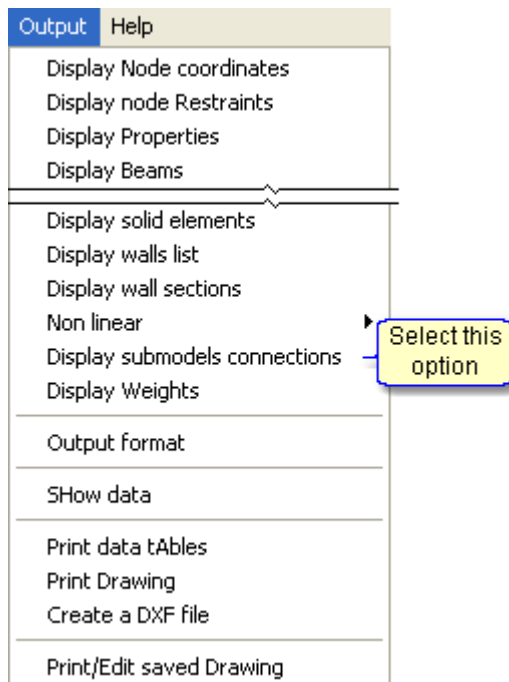 Output Help
Display Node coordinates
Display node Restraints
Display Properties
Display Beams
Display solid elements
Display walls list
Display wall sections
Non linear
Display submodels connections
Select this
option
Display Weights
Output format
SHow data
Print data tAbles
Print Drawing
Create a DXF file
Print/Edit saved Drawing